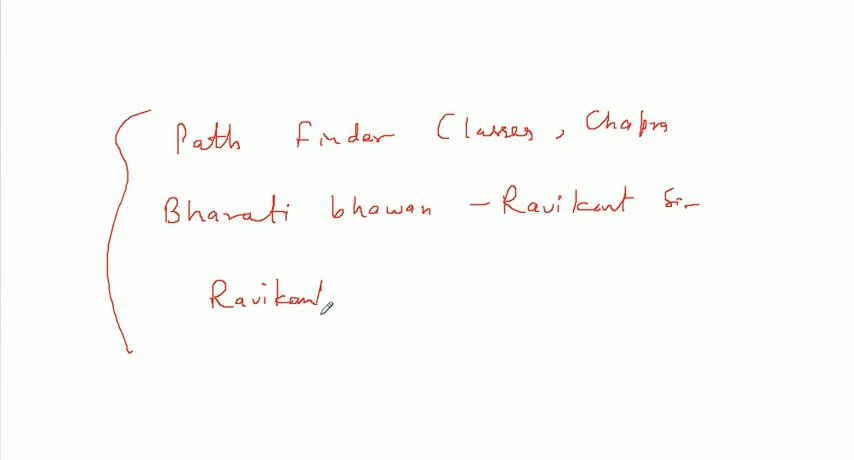 Path Finder Classes, Chapra
Bharati bhawan - Ravikant Sir
Ravikant